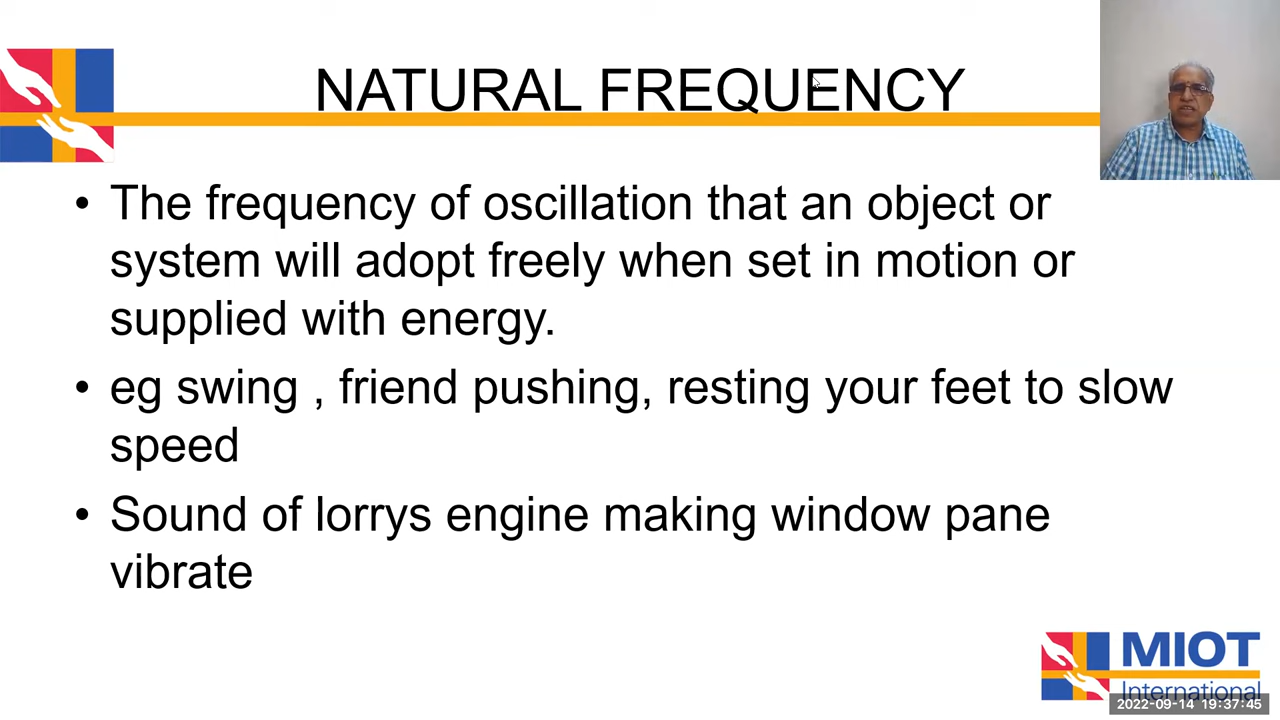 NATURAL FREQUENCY
• The frequency of oscillation that an object or
system will adopt freely when set in motion or
supplied with energy.
• eg swing , friend pushing, resting your feet to slow
speed
• Sound of lorrys engine making window pane
vibrate
MIOT
International
2022-09-14 19:37:45